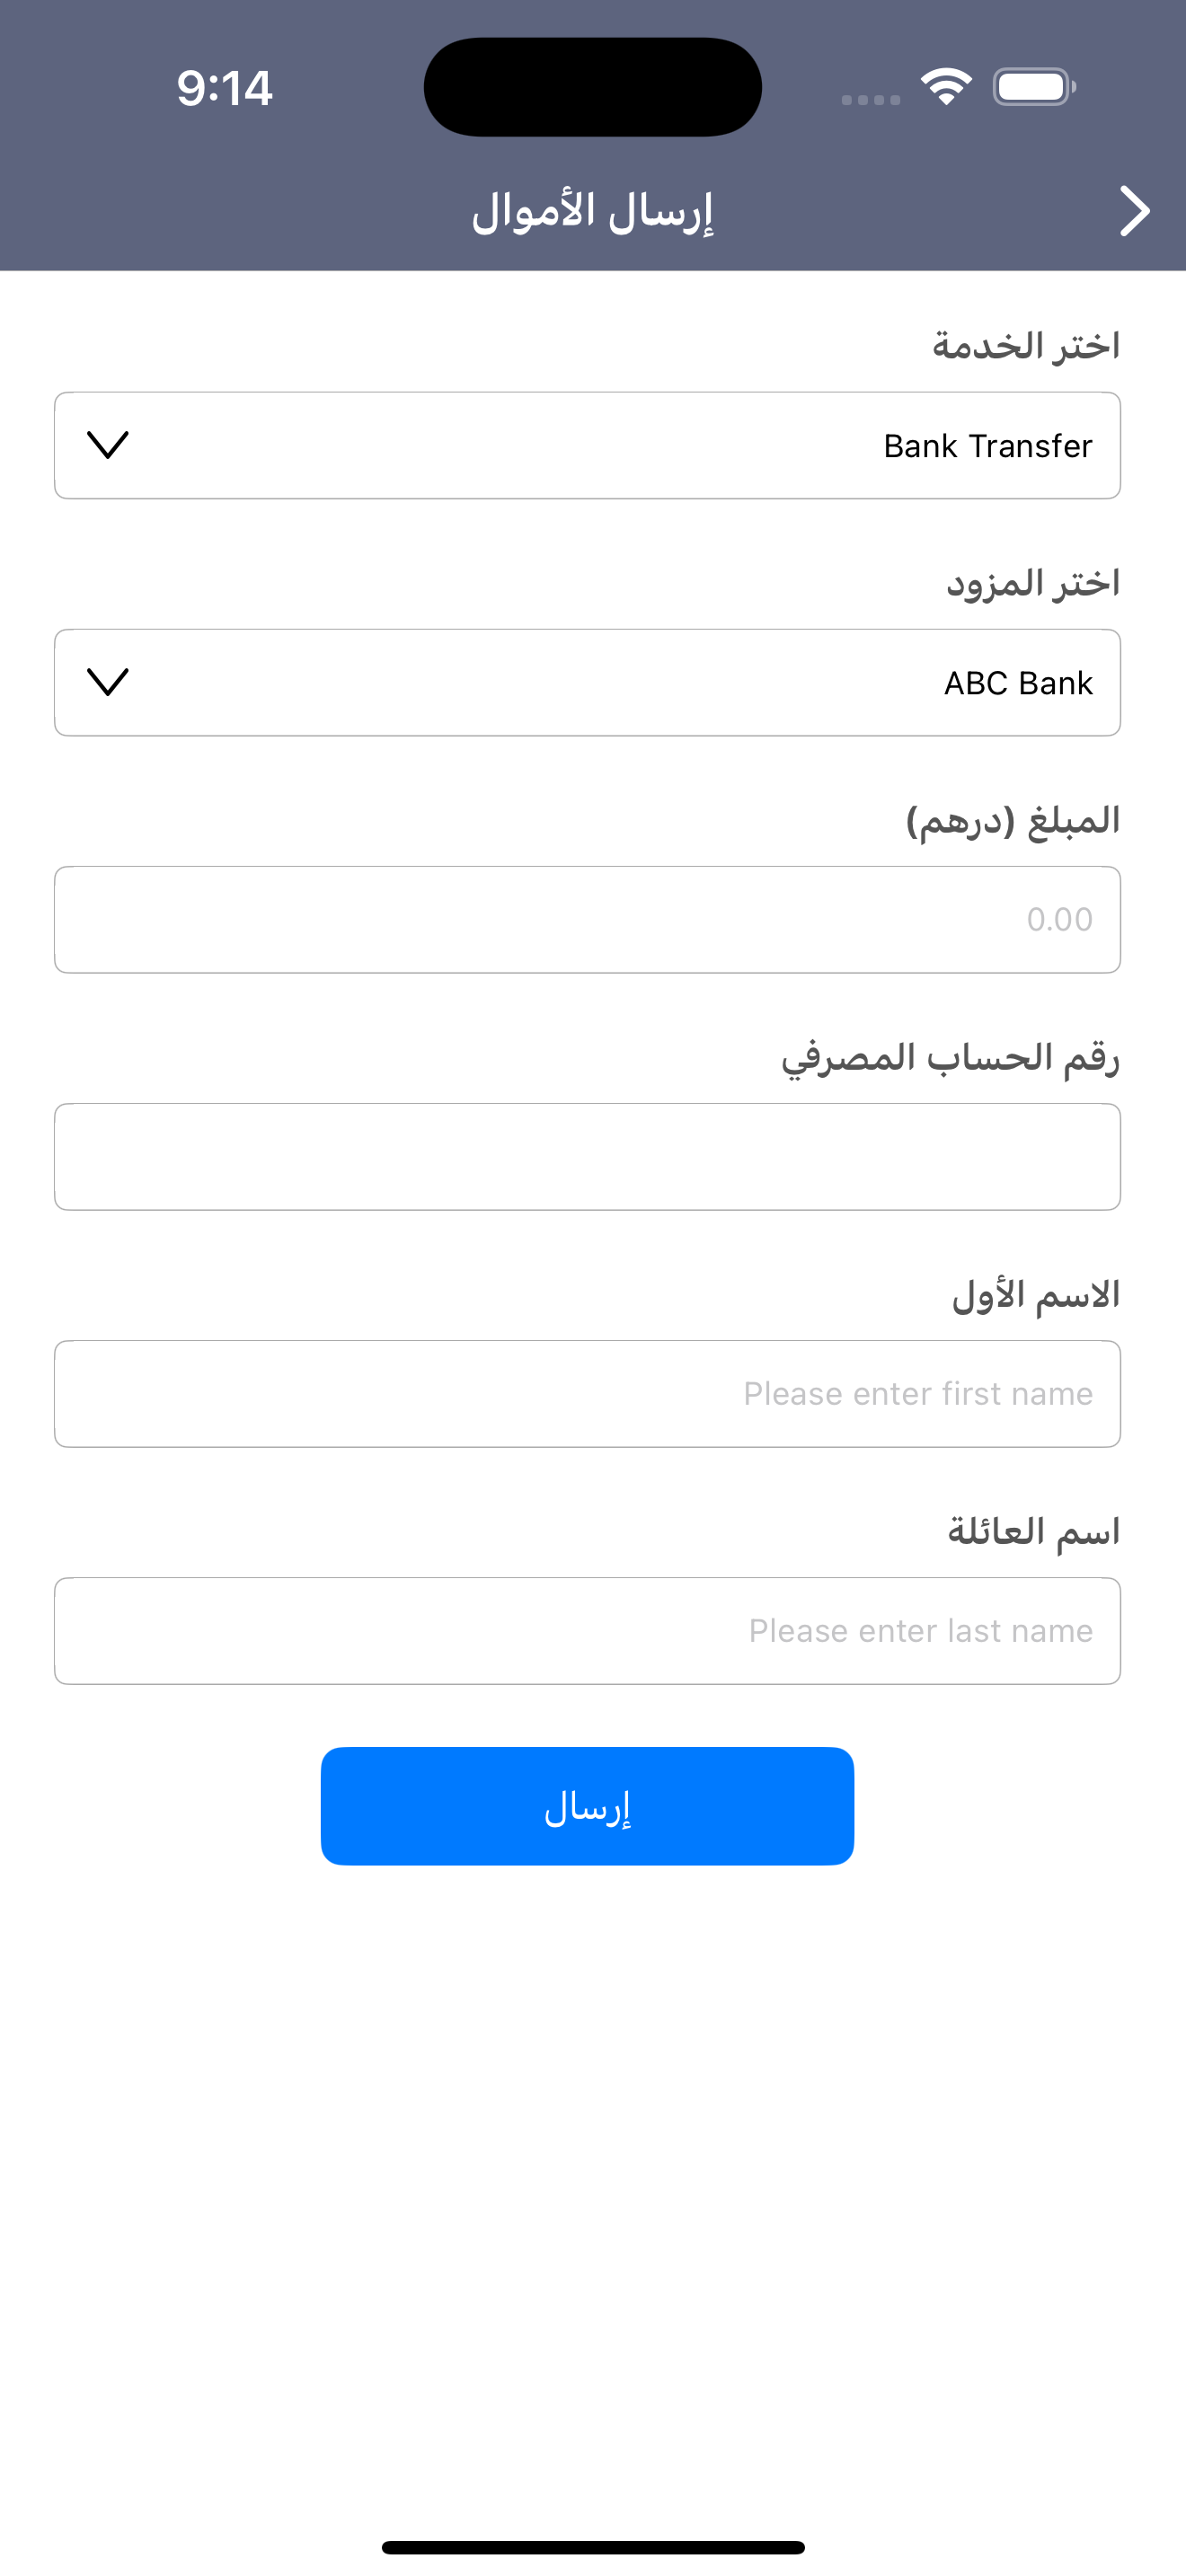 9:14
إرسال الأموال
اختر الخدمة
Bank Transfer
اختر المزود
ABC Bank
المبلغ (درهم)
0.00
رقم الحساب المصرفي
الاسم الأول
Please enter first name
اسم العائلة
Please enter last name
إرسال